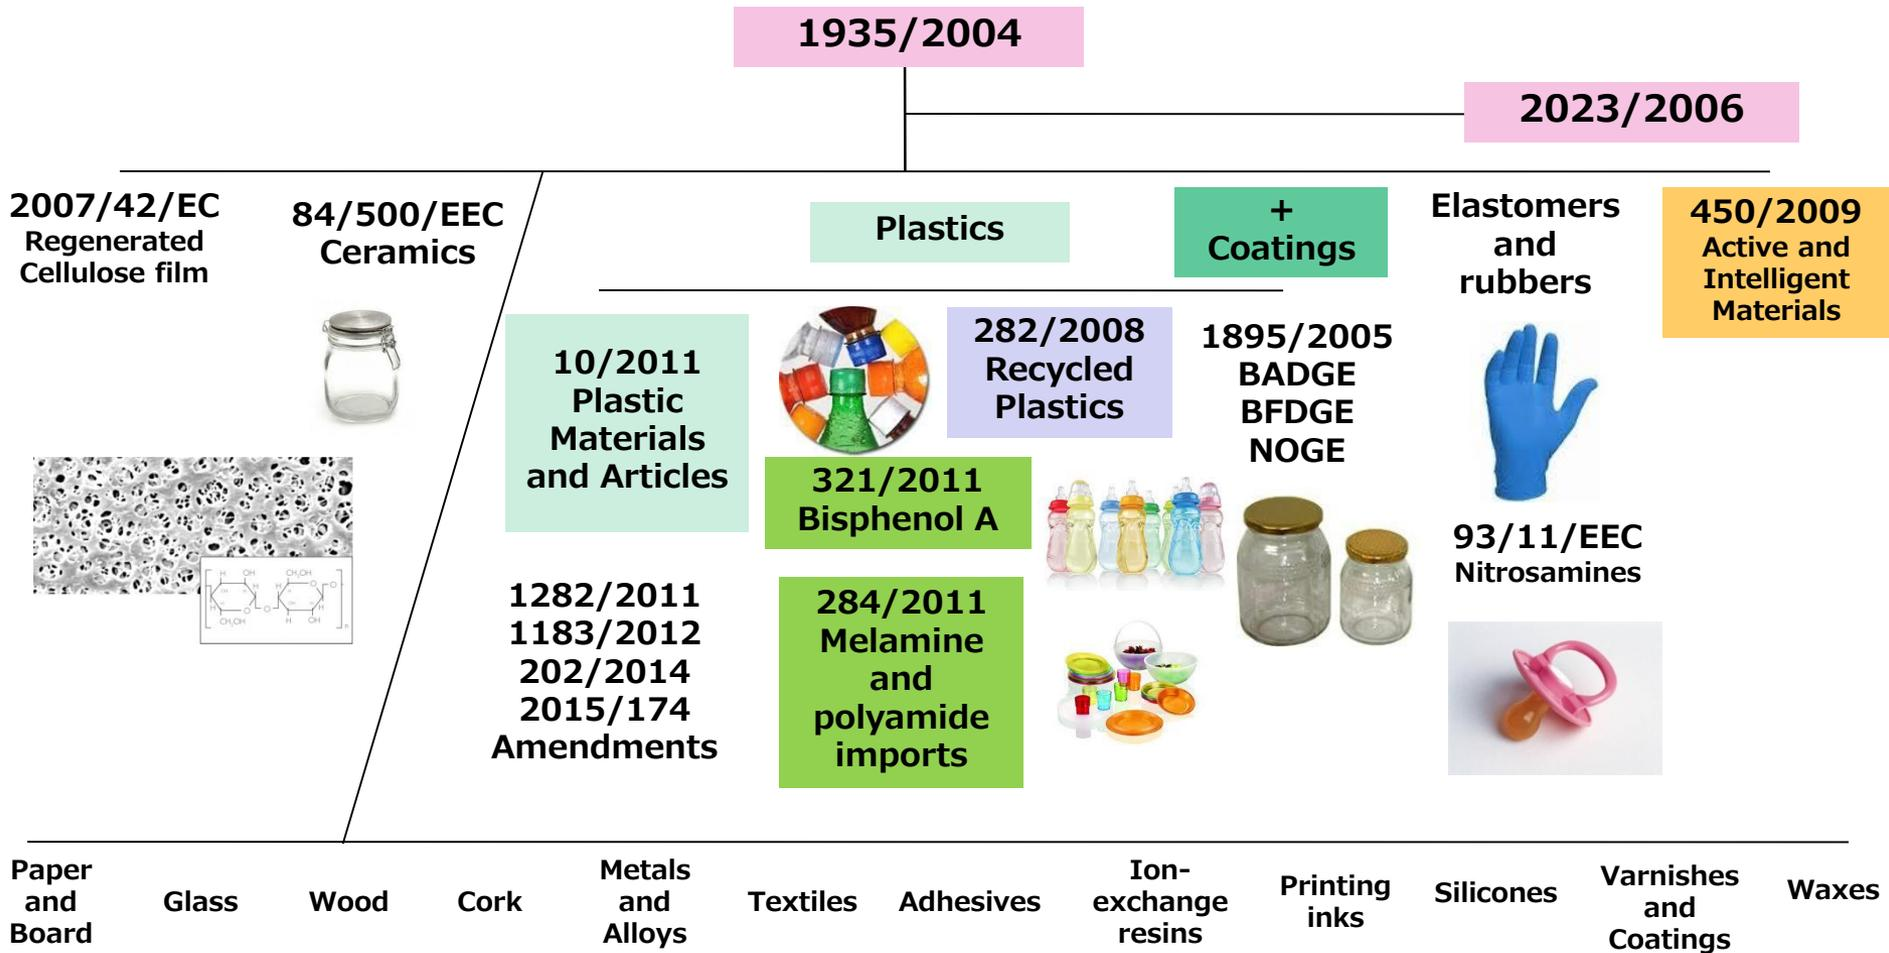 1935/2004
2023/2006
2007/42/EC
Regenerated
Cellulose film
84/500/EEC
Ceramics
Plastics
+
Coatings
Elastomers
and
rubbers
450/2009
Active and
Intelligent
Materials
10/2011
Plastic
Materials
and Articles
282/2008
Recycled
Plastics
1895/2005
BADGE
BFDGE
NOGE
321/2011
Bisphenol A
93/11/EEC
Nitrosamines
1282/2011
1183/2012
202/2014
2015/174
Amendments
284/2011
Melamine
and
polyamide
imports
Paper
and
Board
Glass
Wood
Cork
Metals
and
Alloys
Textiles
Adhesives
Ion-
exchange
resins
Printing
inks
Silicones
Varnishes
and
Coatings
Waxes